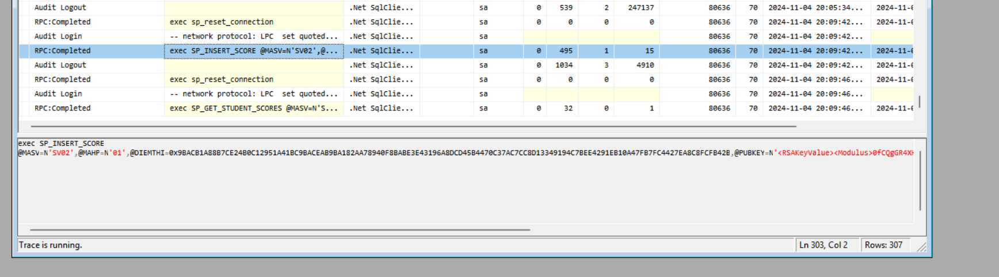 Audit Logout .Net SqlClie... sa 0 539 2 247137 80636 70 2024-11-04 20:05:34... 2024-11-0
RPC:Completed exec sp_reset_connection .Net SqlClie... sa 0 0 0 0 80636 70 2024-11-04 20:09:42... 2024-11-0
Audit Login -- network protocol: LPC set quoted... .Net SqlClie... sa 80636 70 2024-11-04 20:09:42...
RPC:Completed exec SP_INSERT_SCORE @MASV=N'SV02',@... .Net SqlClie... sa 0 495 1 15 80636 70 2024-11-04 20:09:42... 2024-11-0
Audit Logout .Net SqlClie... sa 0 1034 3 4910 80636 70 2024-11-04 20:09:42... 2024-11-0
RPC:Completed exec sp_reset_connection .Net SqlClie... sa 0 0 0 0 80636 70 2024-11-04 20:09:46... 2024-11-0
Audit Login -- network protocol: LPC set quoted... .Net SqlClie... sa 80636 70 2024-11-04 20:09:46...
RPC:Completed exec SP_GET_STUDENT_SCORES @MASV=N'S... .Net SqlClie... sa 0 32 0 1 80636 70 2024-11-04 20:09:46... 2024-11-0
exec SP_INSERT_SCORE
@MASV=N'SV02',@MAHP=N'01',@DIEMTHI=0x9BACB1A88B7CE24B0C12951A41BC9BACEAB9BA182AA78940F8BABE3E43196A8DCD45B4470C37AC7CC8D13349194C7BEE4291EB10A47FB7FC4427EA8C8FCFB42B,@PUBKEY=N'<RSAKeyValue><Modulus>0fCQgGR4X
Trace is running. Ln 303, Col 2 Rows: 307